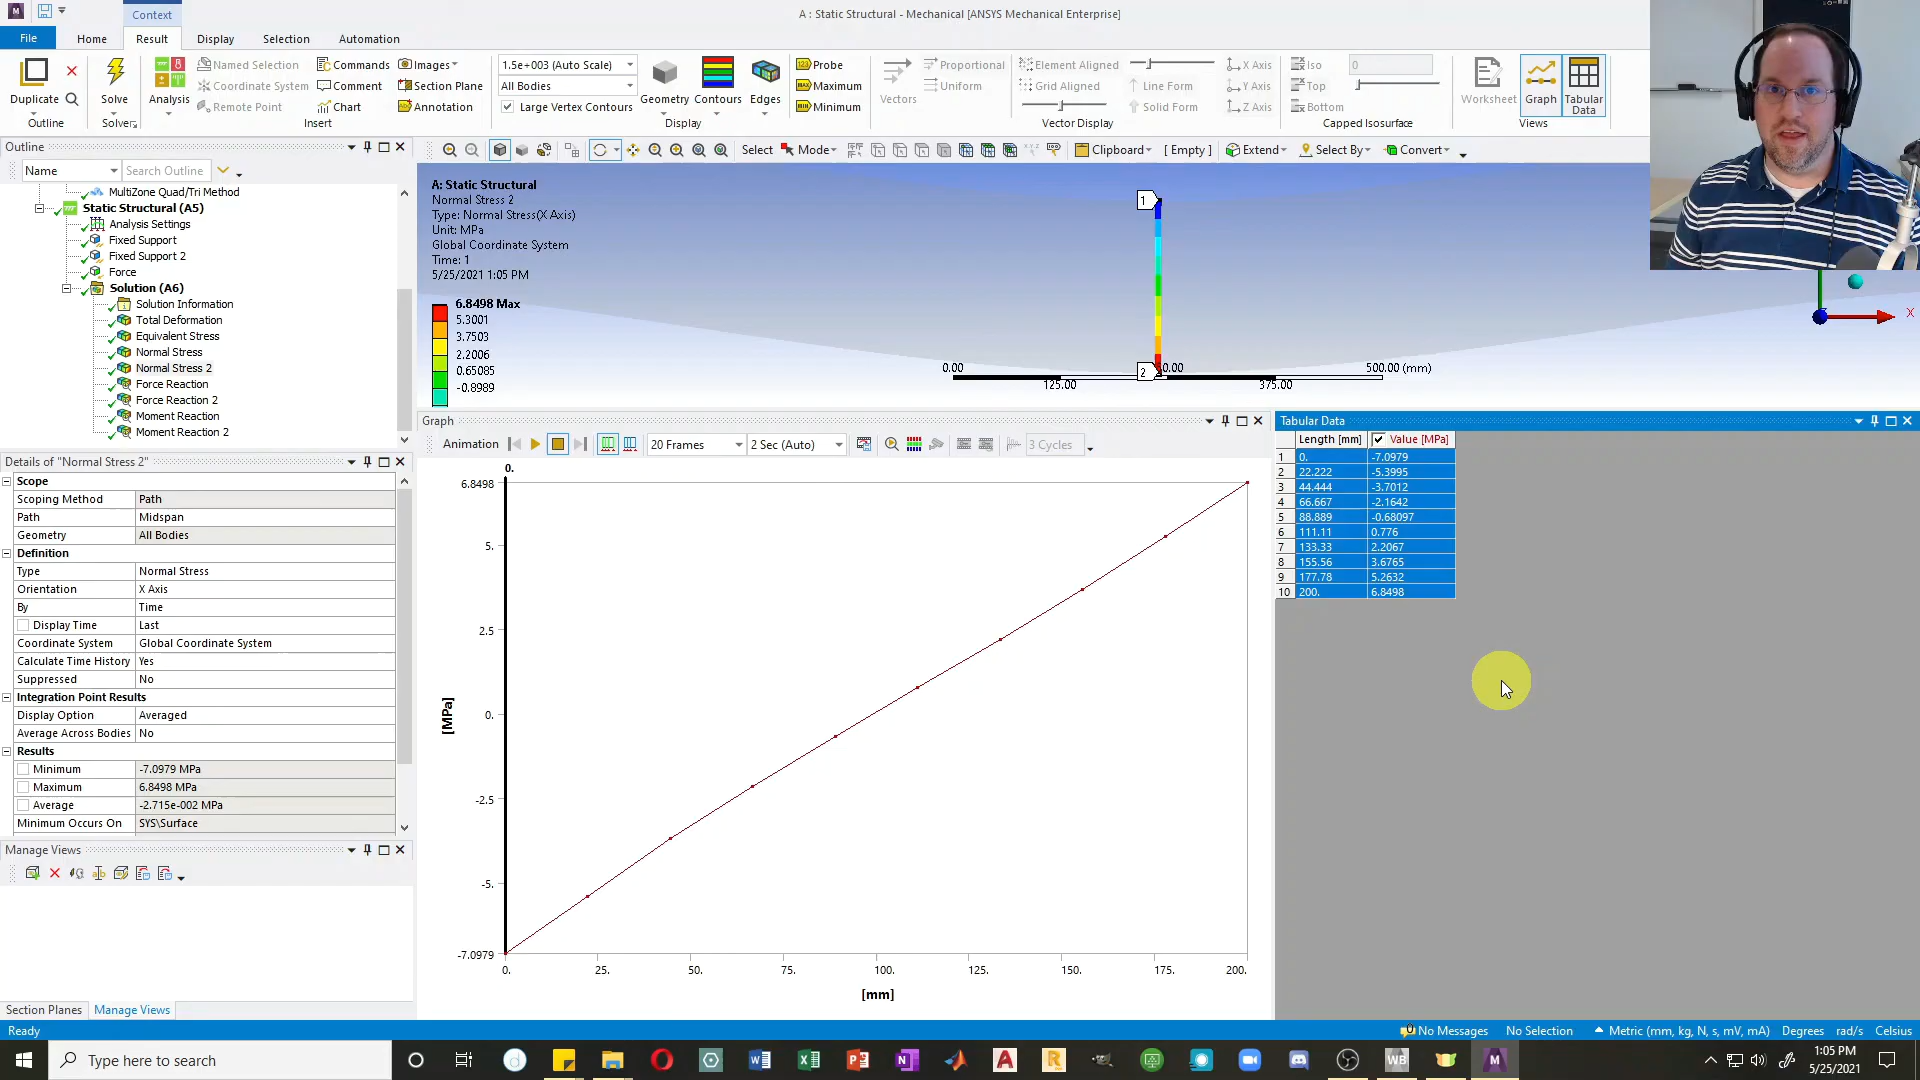 Context
A : Static Structural - Mechanical [ANSYS Mechanical Enterprise]
File Home Result Display Selection Automation
Duplicate
Outline
Solve
Solver
Analysis
Named Selection
Coordinate System
Remote Point
Commands
Comment
Chart
Images
Section Plane
Annotation
Insert
1.5e+003 (Auto Scale)
All Bodies
Large Vertex Contours
Geometry Contours Edges
Display
Probe
Maximum
Minimum
Vectors
Proportional
Uniform
Element Aligned
Grid Aligned
Line Form
Solid Form
X Axis
Y Axis
Z Axis
Vector Display
Iso
Top
Bottom
0
Capped Isosurface
Worksheet Graph Tabular Data
Views
Outline
Name Search Outline
Select Mode Clipboard [ Empty ] Extend Select By Convert
MultiZone Quad/Tri Method
Static Structural (A5)
Analysis Settings
Fixed Support
Fixed Support 2
Force
Solution (A6)
Solution Information
Total Deformation
Equivalent Stress
Normal Stress
Normal Stress 2
Force Reaction
Force Reaction 2
Moment Reaction
Moment Reaction 2
A: Static Structural
Normal Stress 2
Type: Normal Stress(X Axis)
Unit: MPa
Global Coordinate System
Time: 1
5/25/2021 1:05 PM
6.8498 Max
5.3001
3.7503
2.2006
0.65085
-0.8989
1
2
0.00 500.00 (mm)
125.00 375.00
X
Details of "Normal Stress 2"
Scope
Scoping Method Path
Path Midspan
Geometry All Bodies
Definition
Type Normal Stress
Orientation X Axis
By Time
Display Time Last
Coordinate System Global Coordinate System
Calculate Time History Yes
Suppressed No
Integration Point Results
Display Option Averaged
Average Across Bodies No
Results
Minimum -7.0979 MPa
Maximum 6.8498 MPa
Average -2.715e-002 MPa
Minimum Occurs On SYS\Surface
Manage Views
Section Planes Manage Views
Graph
Animation 20 Frames 2 Sec (Auto) 3 Cycles
0.
6.8498
5.
2.5
0.
-2.5
-5.
-7.0979
[MPa]
0. 25. 50. 75. 100. 125. 150. 175. 200.
[mm]
Tabular Data
Length [mm] Value [MPa]
1 0. -7.0979
2 22.222 -5.3995
3 44.444 -3.7012
4 66.667 -2.1642
5 88.889 -0.68097
6 111.11 0.776
7 133.33 2.2067
8 155.56 3.6765
9 177.78 5.2632
10 200. 6.8498
Ready
No Messages No Selection Metric (mm, kg, N, s, mV, mA) Degrees rad/s Celsius
Type here to search
1:05 PM
5/25/2021